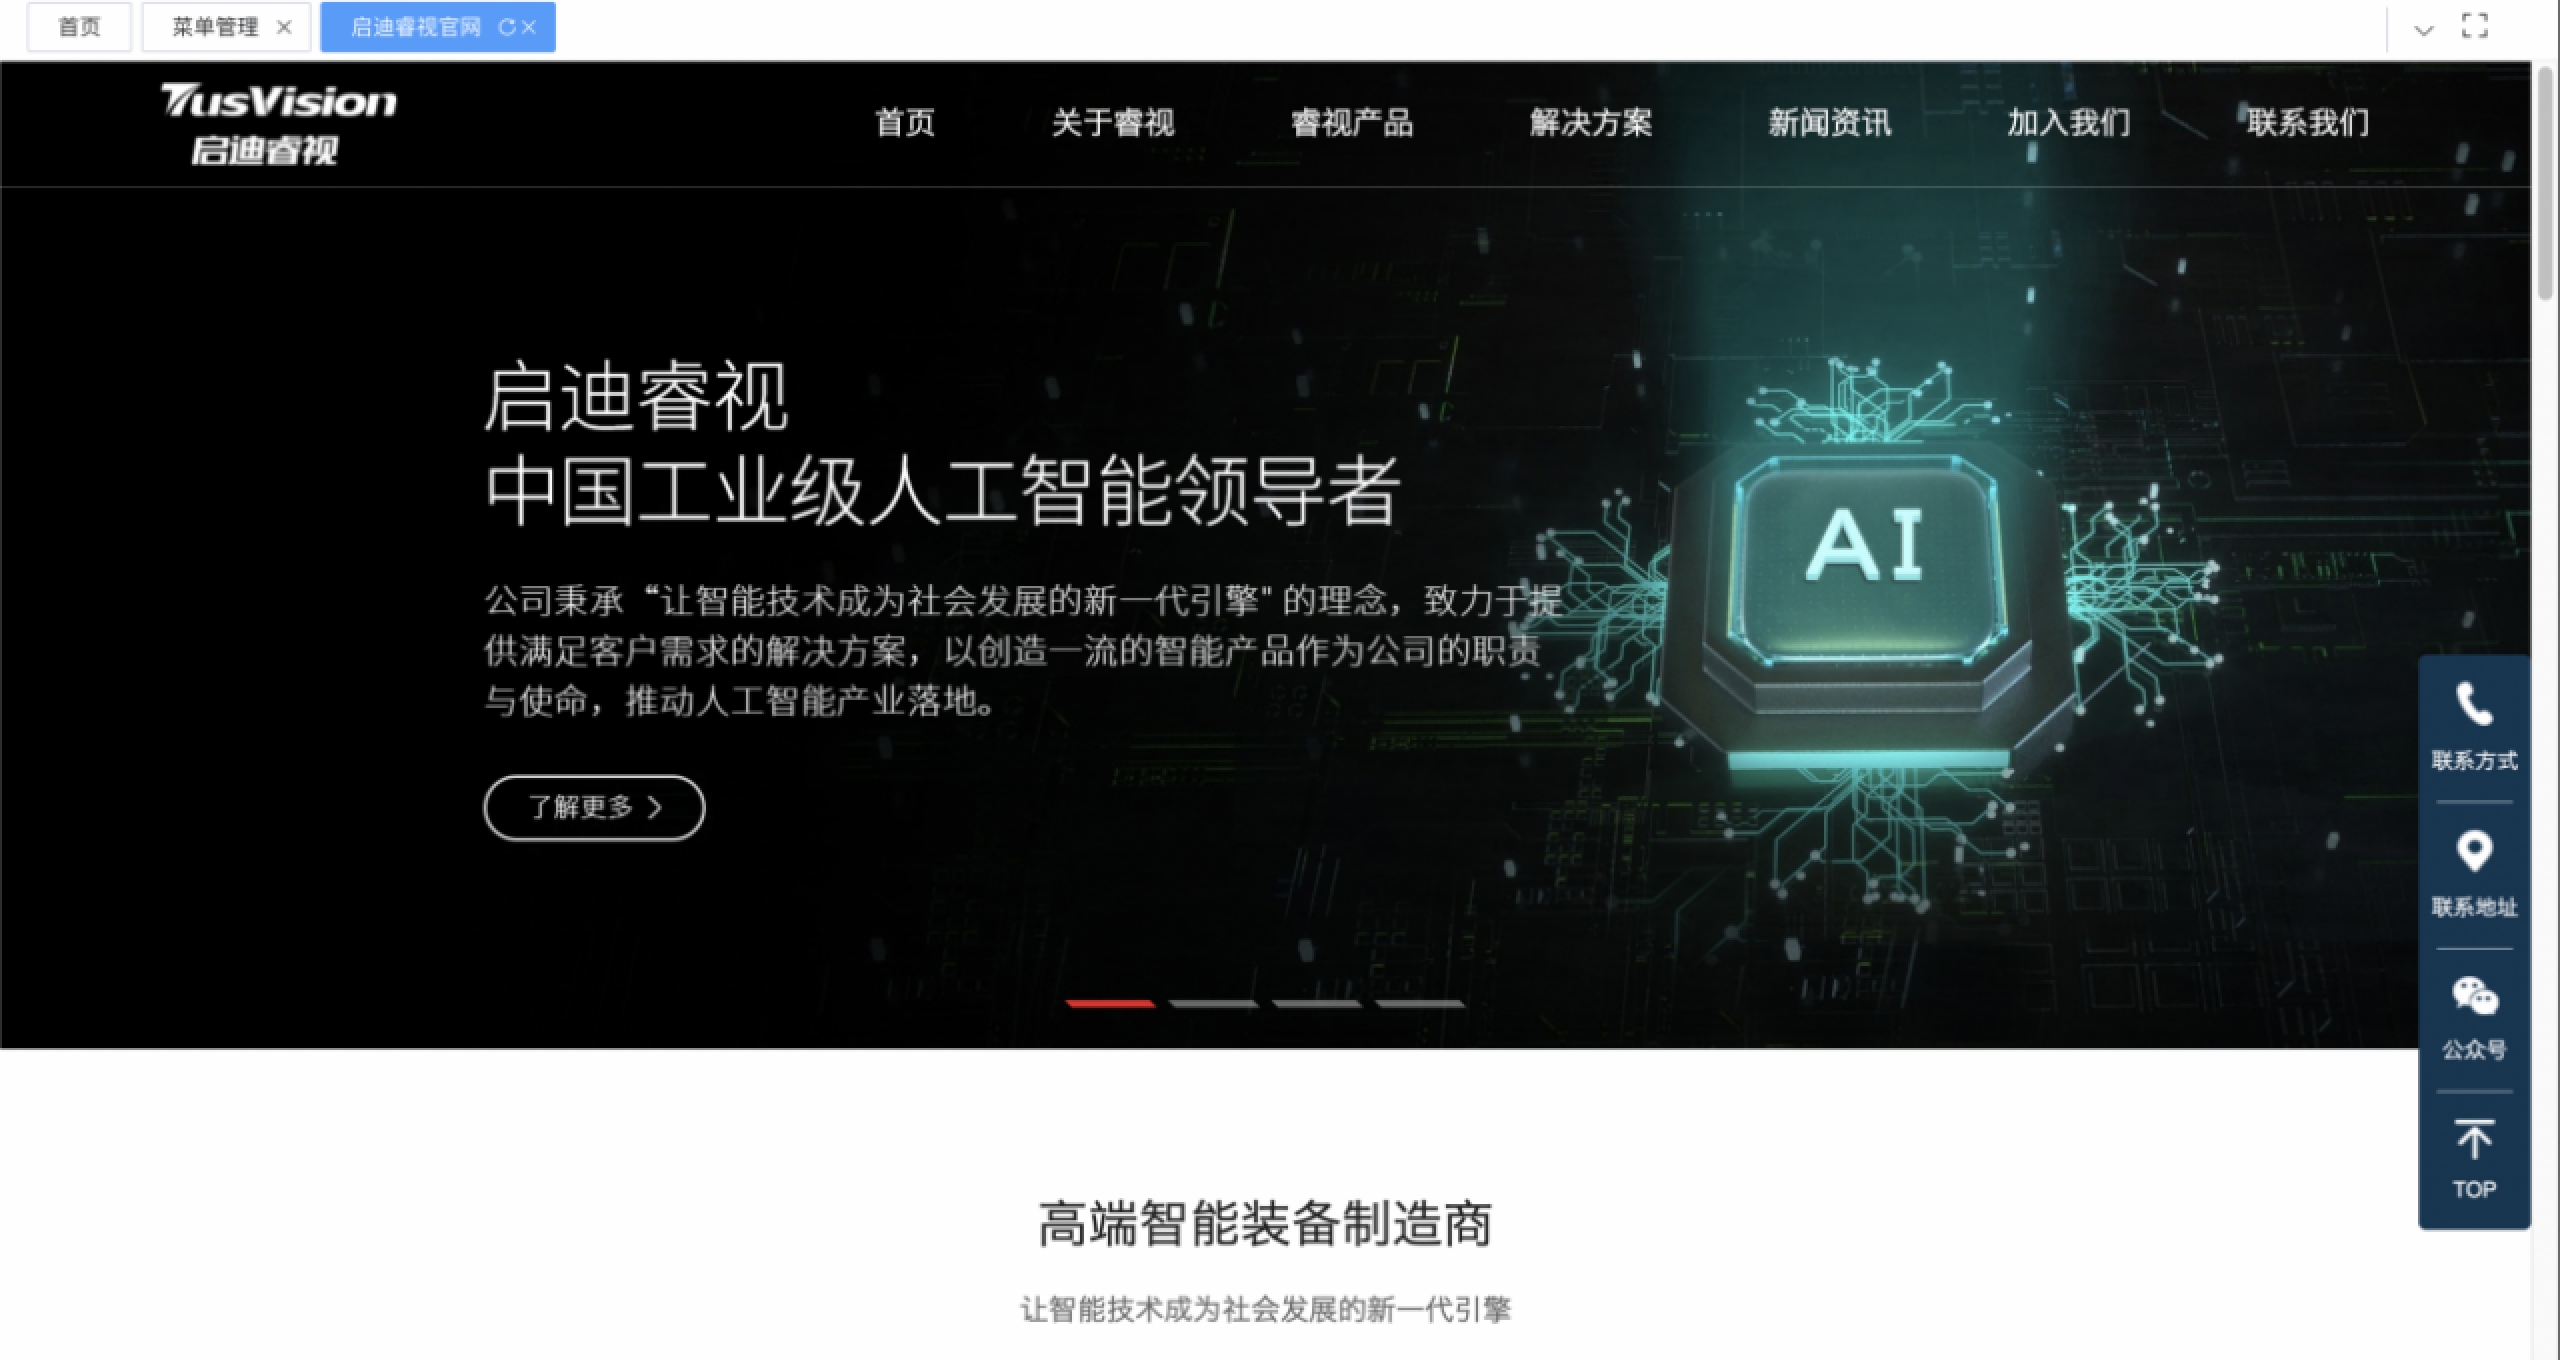 首页
菜单管理
启迪睿视官网
TusVision
启迪睿视
首页
关于睿视
睿视产品
解决方案
新闻资讯
加入我们
联系我们
启迪睿视
中国工业级人工智能领导者
公司秉承“让智能技术成为社会发展的新一代引擎"的理念，致力于提
供满足客户需求的解决方案，以创造一流的智能产品作为公司的职责
与使命，推动人工智能产业落地。
了解更多
AI
联系方式
联系地址
公众号
TOP
高端智能装备制造商
让智能技术成为社会发展的新一代引擎